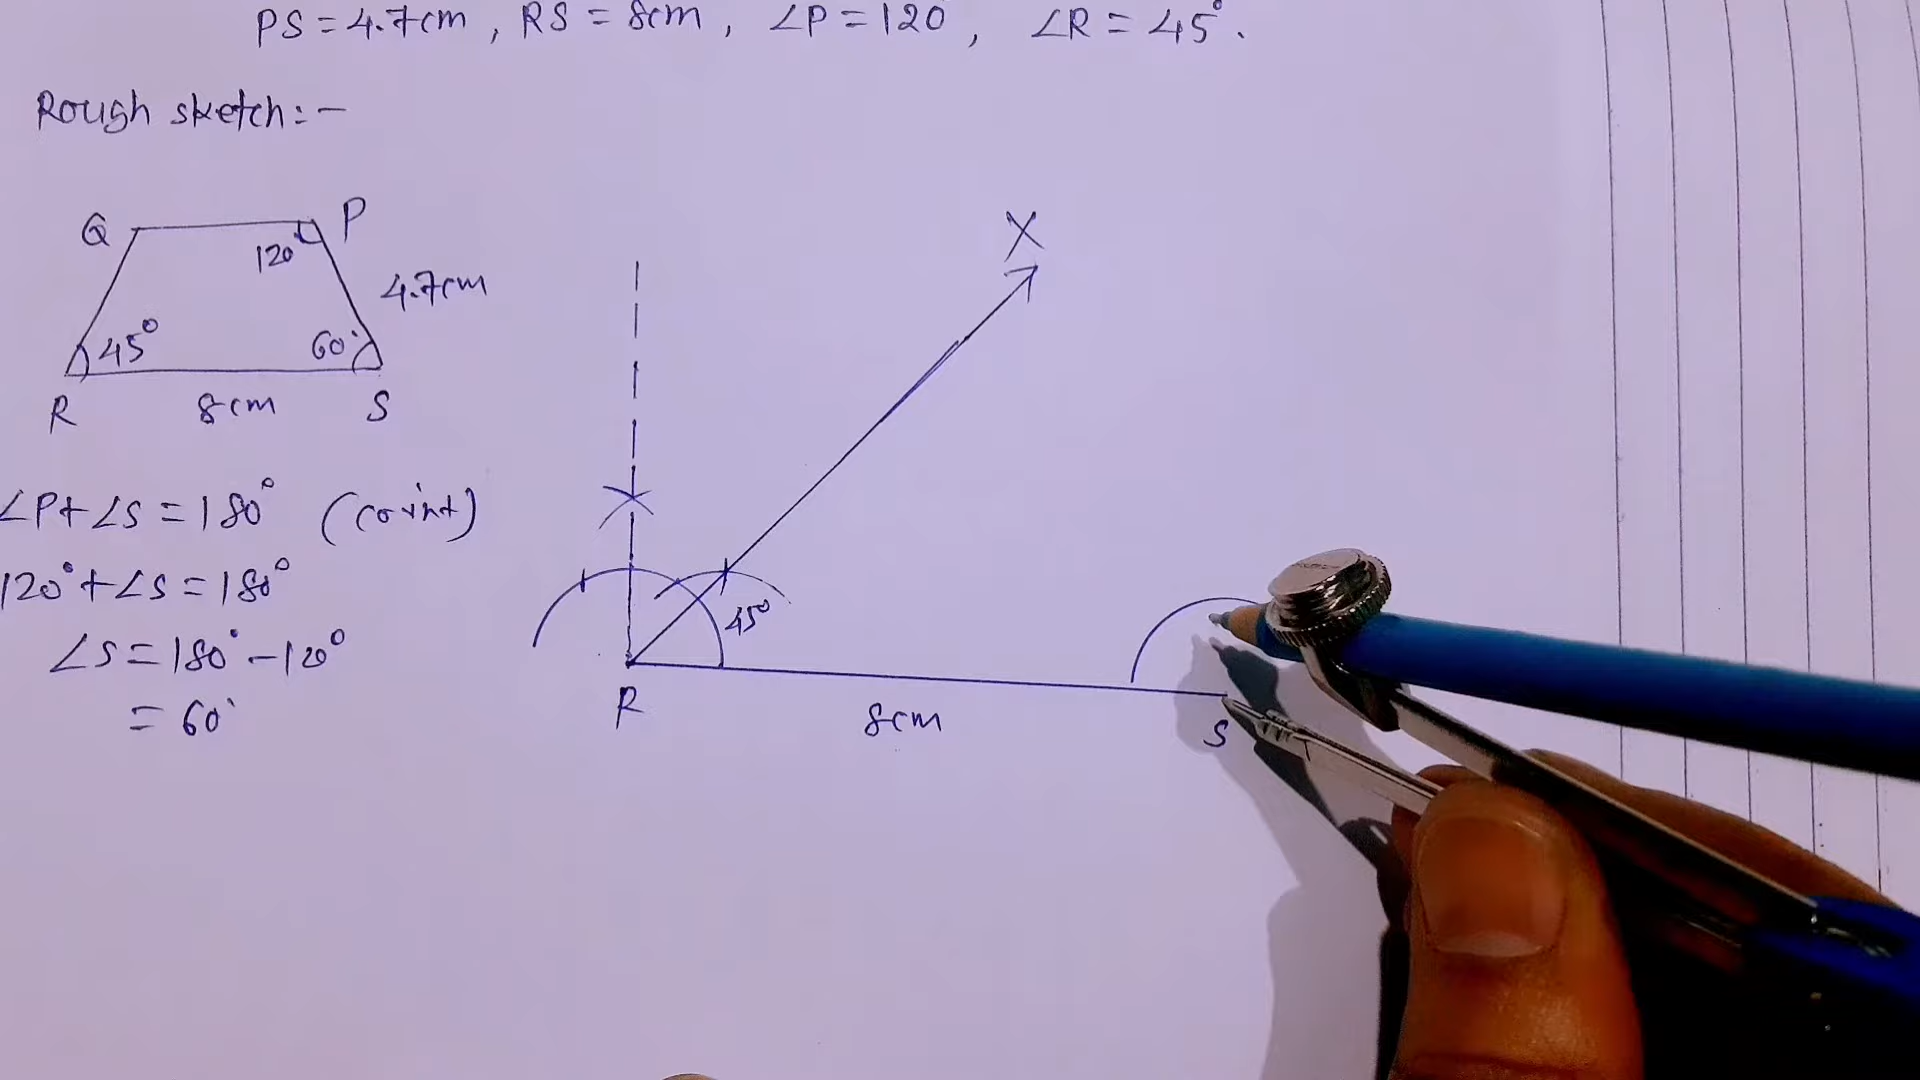 PS = 4.7cm, RS = 8cm, ∠P = 120, ∠R = 45°.
Rough sketch:-
Q P
120°
4.7cm
45° 60°
R 8cm S
X
45°
R 8cm S
∠P+∠S = 180° (co int)
120°+∠S = 180°
∠S = 180°-120°
= 60°